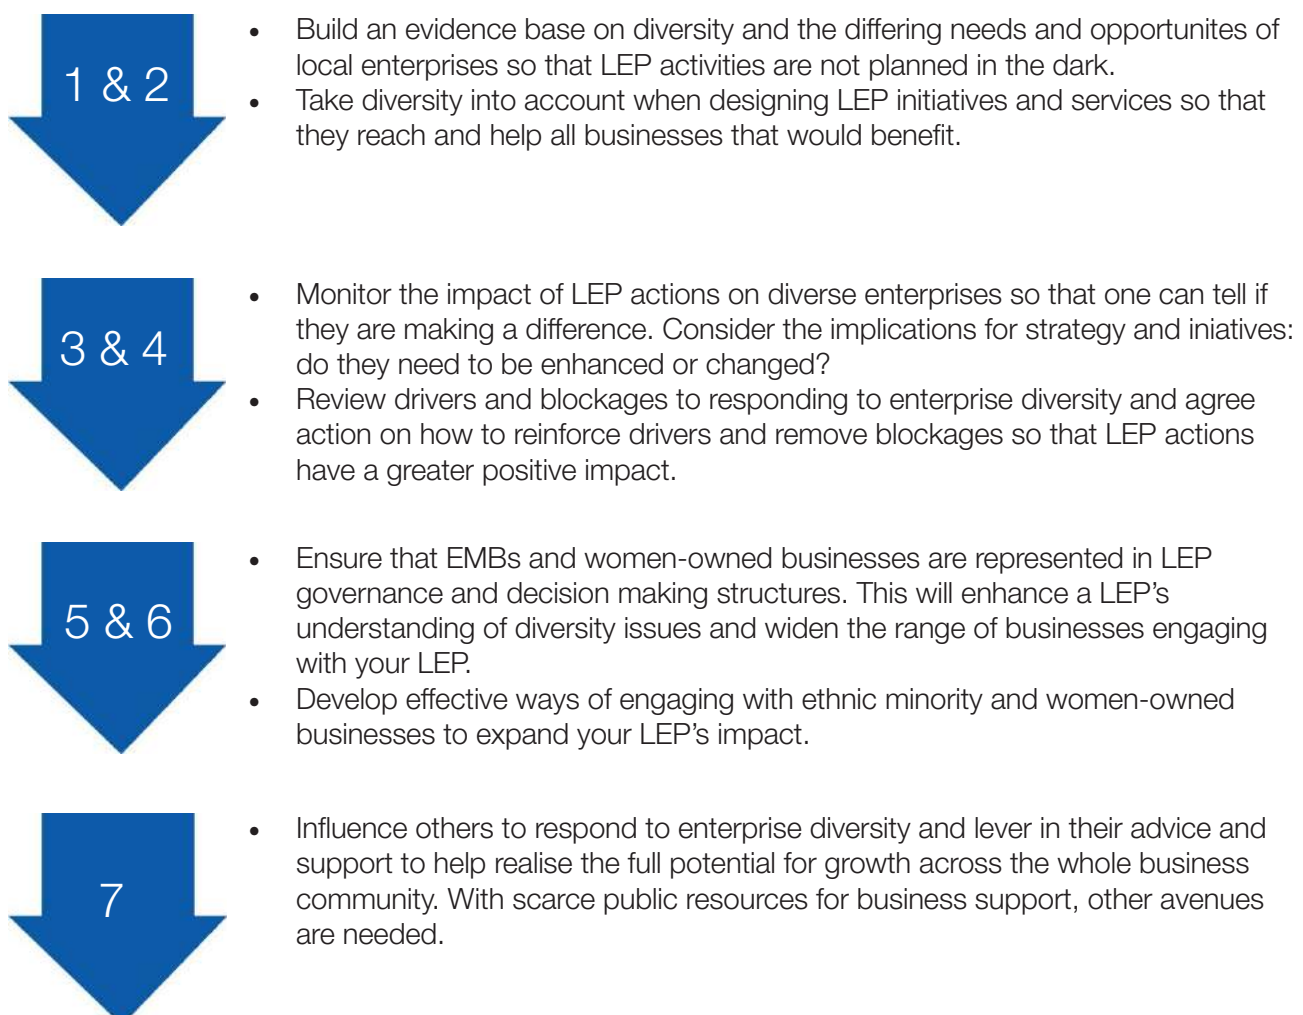 1 & 2
• Build an evidence base on diversity and the differing needs and opportunites of
local enterprises so that LEP activities are not planned in the dark.
• Take diversity into account when designing LEP initiatives and services so that
they reach and help all businesses that would benefit.
3 & 4
• Monitor the impact of LEP actions on diverse enterprises so that one can tell if
they are making a difference. Consider the implications for strategy and iniatives:
do they need to be enhanced or changed?
• Review drivers and blockages to responding to enterprise diversity and agree
action on how to reinforce drivers and remove blockages so that LEP actions
have a greater positive impact.
5 & 6
• Ensure that EMBs and women-owned businesses are represented in LEP
governance and decision making structures. This will enhance a LEP’s
understanding of diversity issues and widen the range of businesses engaging
with your LEP.
• Develop effective ways of engaging with ethnic minority and women-owned
businesses to expand your LEP’s impact.
7
• Influence others to respond to enterprise diversity and lever in their advice and
support to help realise the full potential for growth across the whole business
community. With scarce public resources for business support, other avenues
are needed.